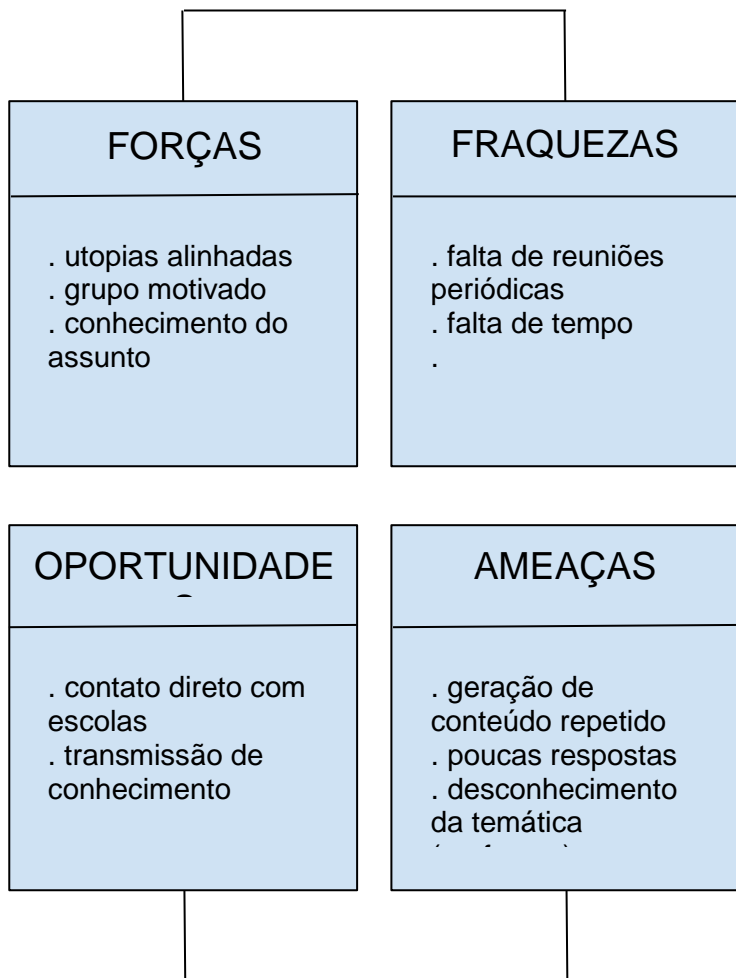 FORÇAS
. utopias alinhadas
. grupo motivado
. conhecimento do
assunto
FRAQUEZAS
. falta de reuniões
periódicas
. falta de tempo
.
OPORTUNIDADE
. contato direto com
escolas
. transmissão de
conhecimento
AMEAÇAS
. geração de
conteúdo repetido
. poucas respostas
. desconhecimento
da temática